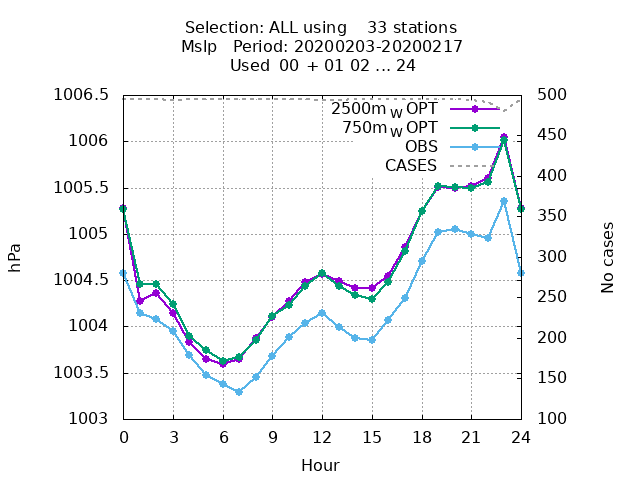 Selection: ALL using    33 stations
Mslp   Period: 20200203-20200217
Used  00 + 01 02 ... 24
1006.5
1006
1005.5
1005
1004.5
1004
1003.5
1003
500
450
400
350
300
250
200
150
100
2500m W OPT
750m W OPT
OBS
CASES
hPa
No cases
0 3 6 9 12 15 18 21 24
Hour